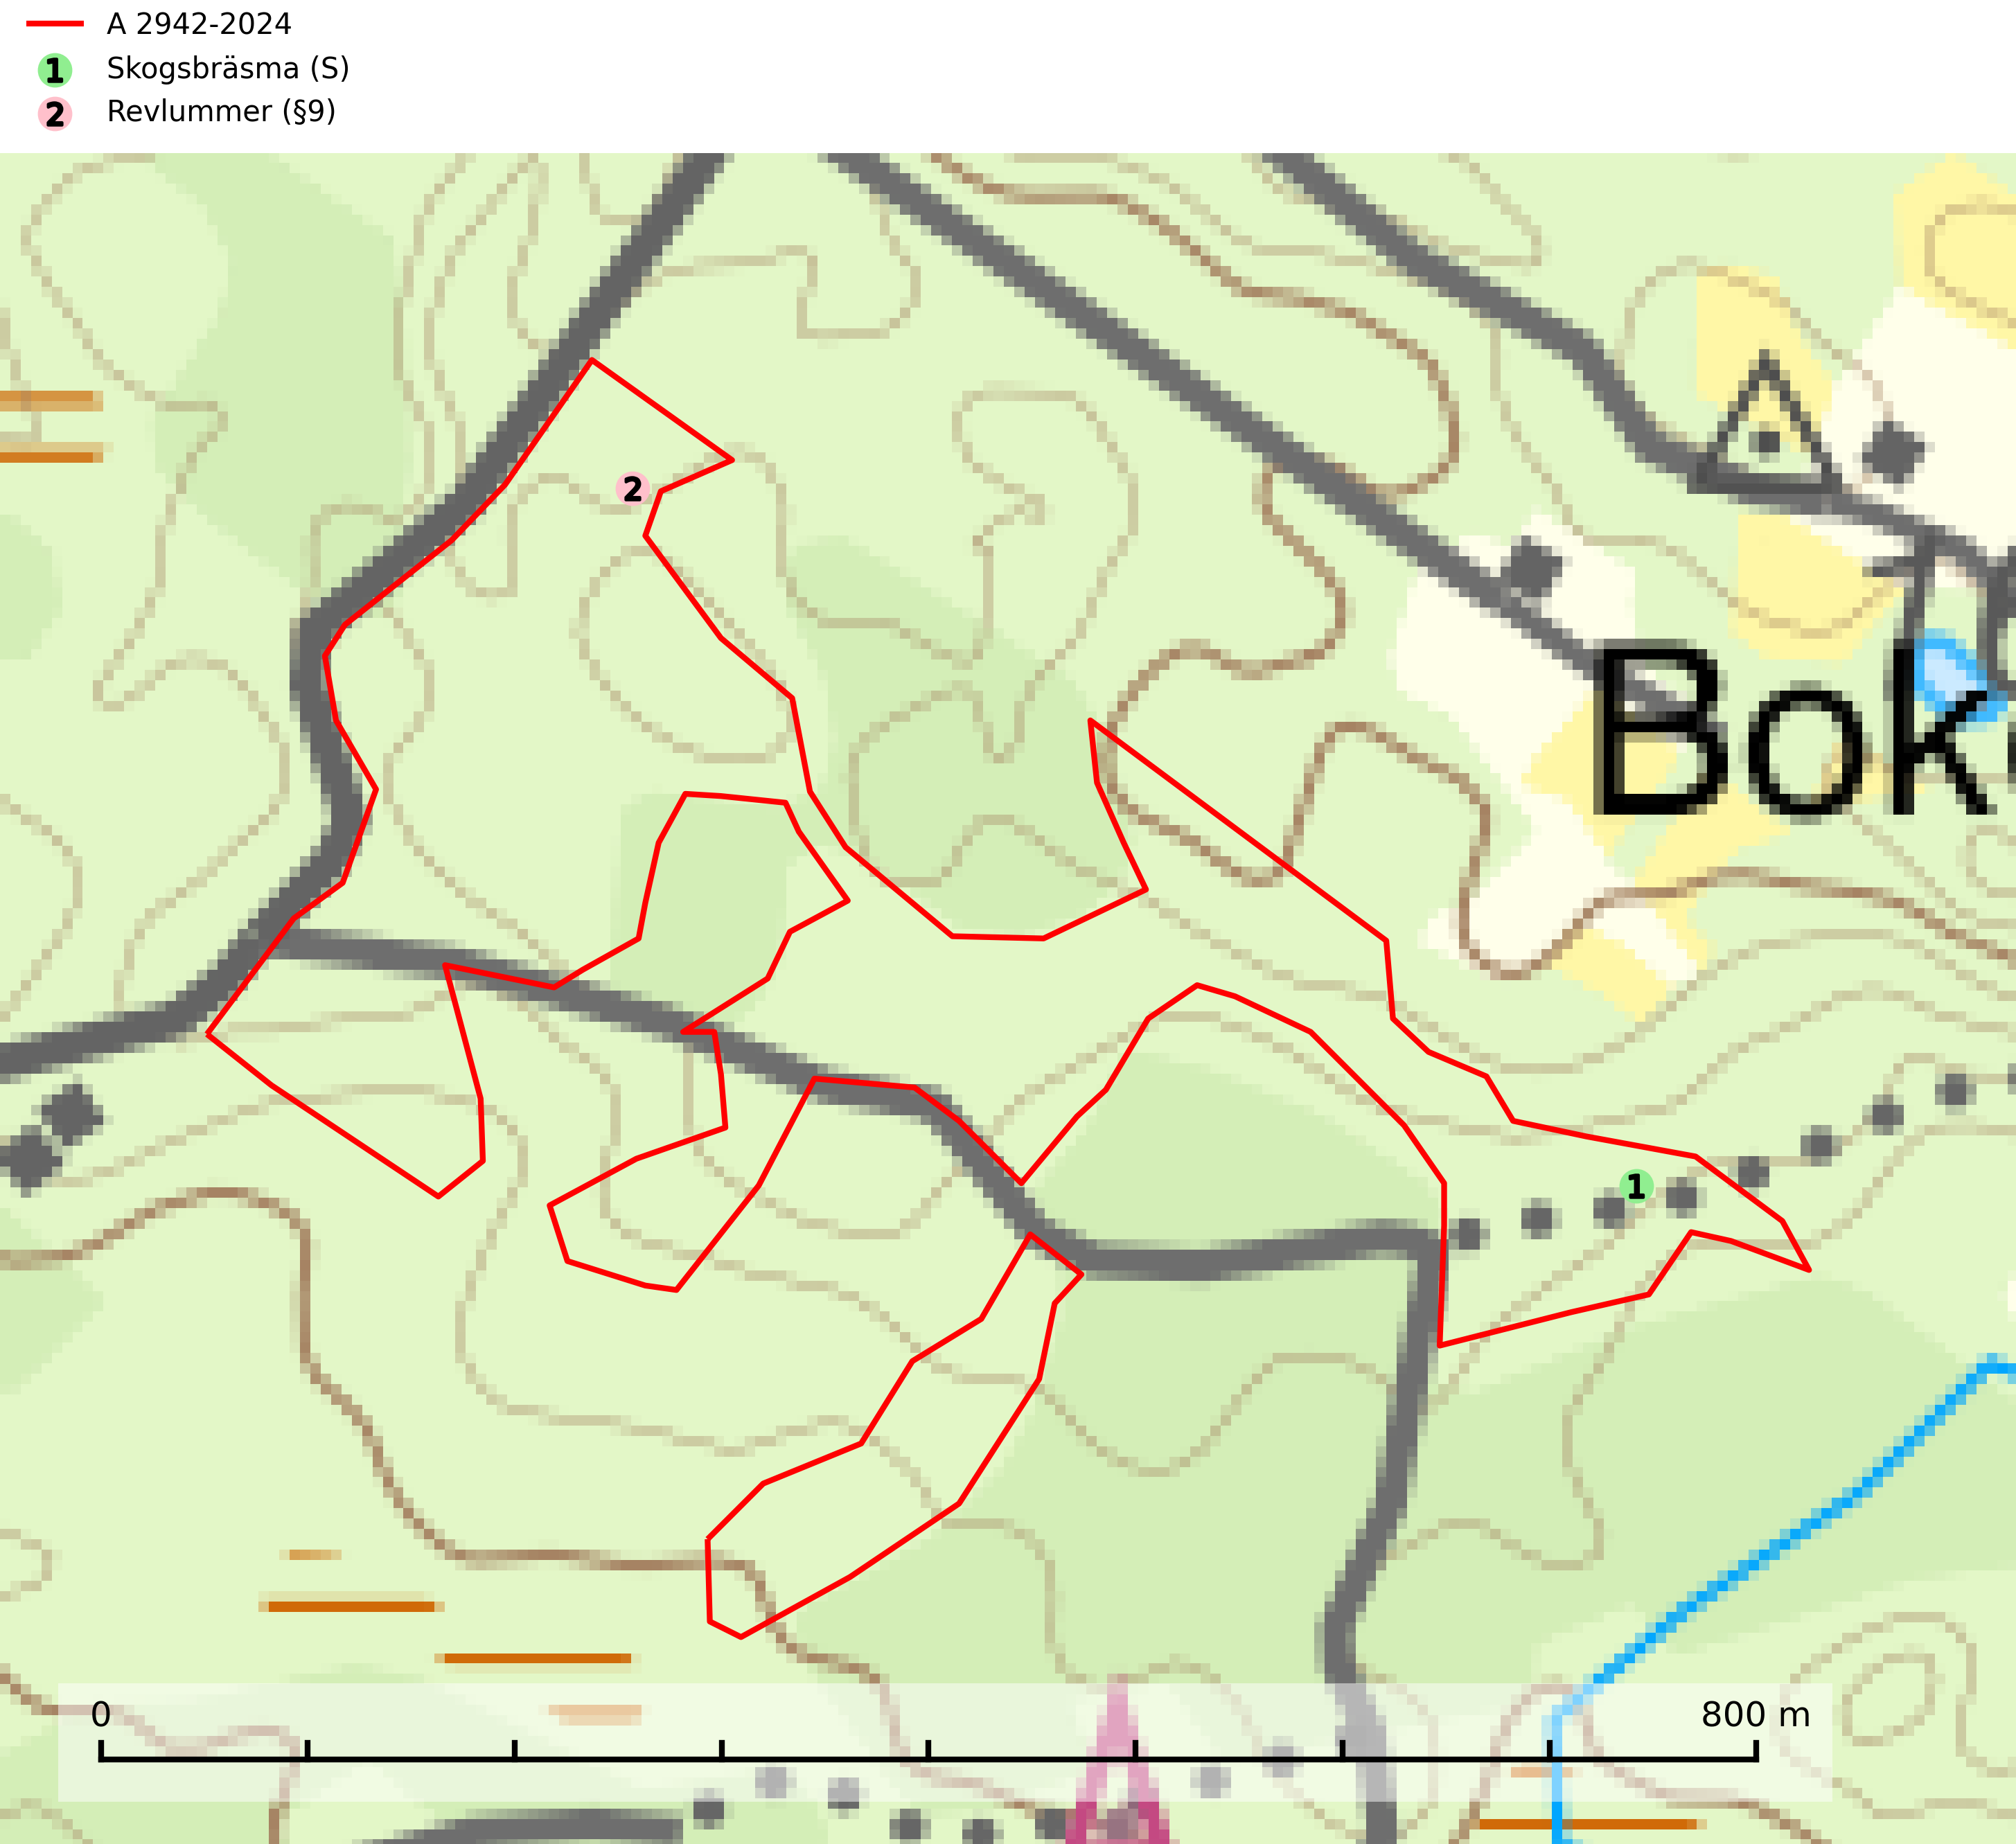 A 2942-2024
1 Skogsbräsma (S)
2 Revlummer (§9)
2
Bok
1
0 800 m